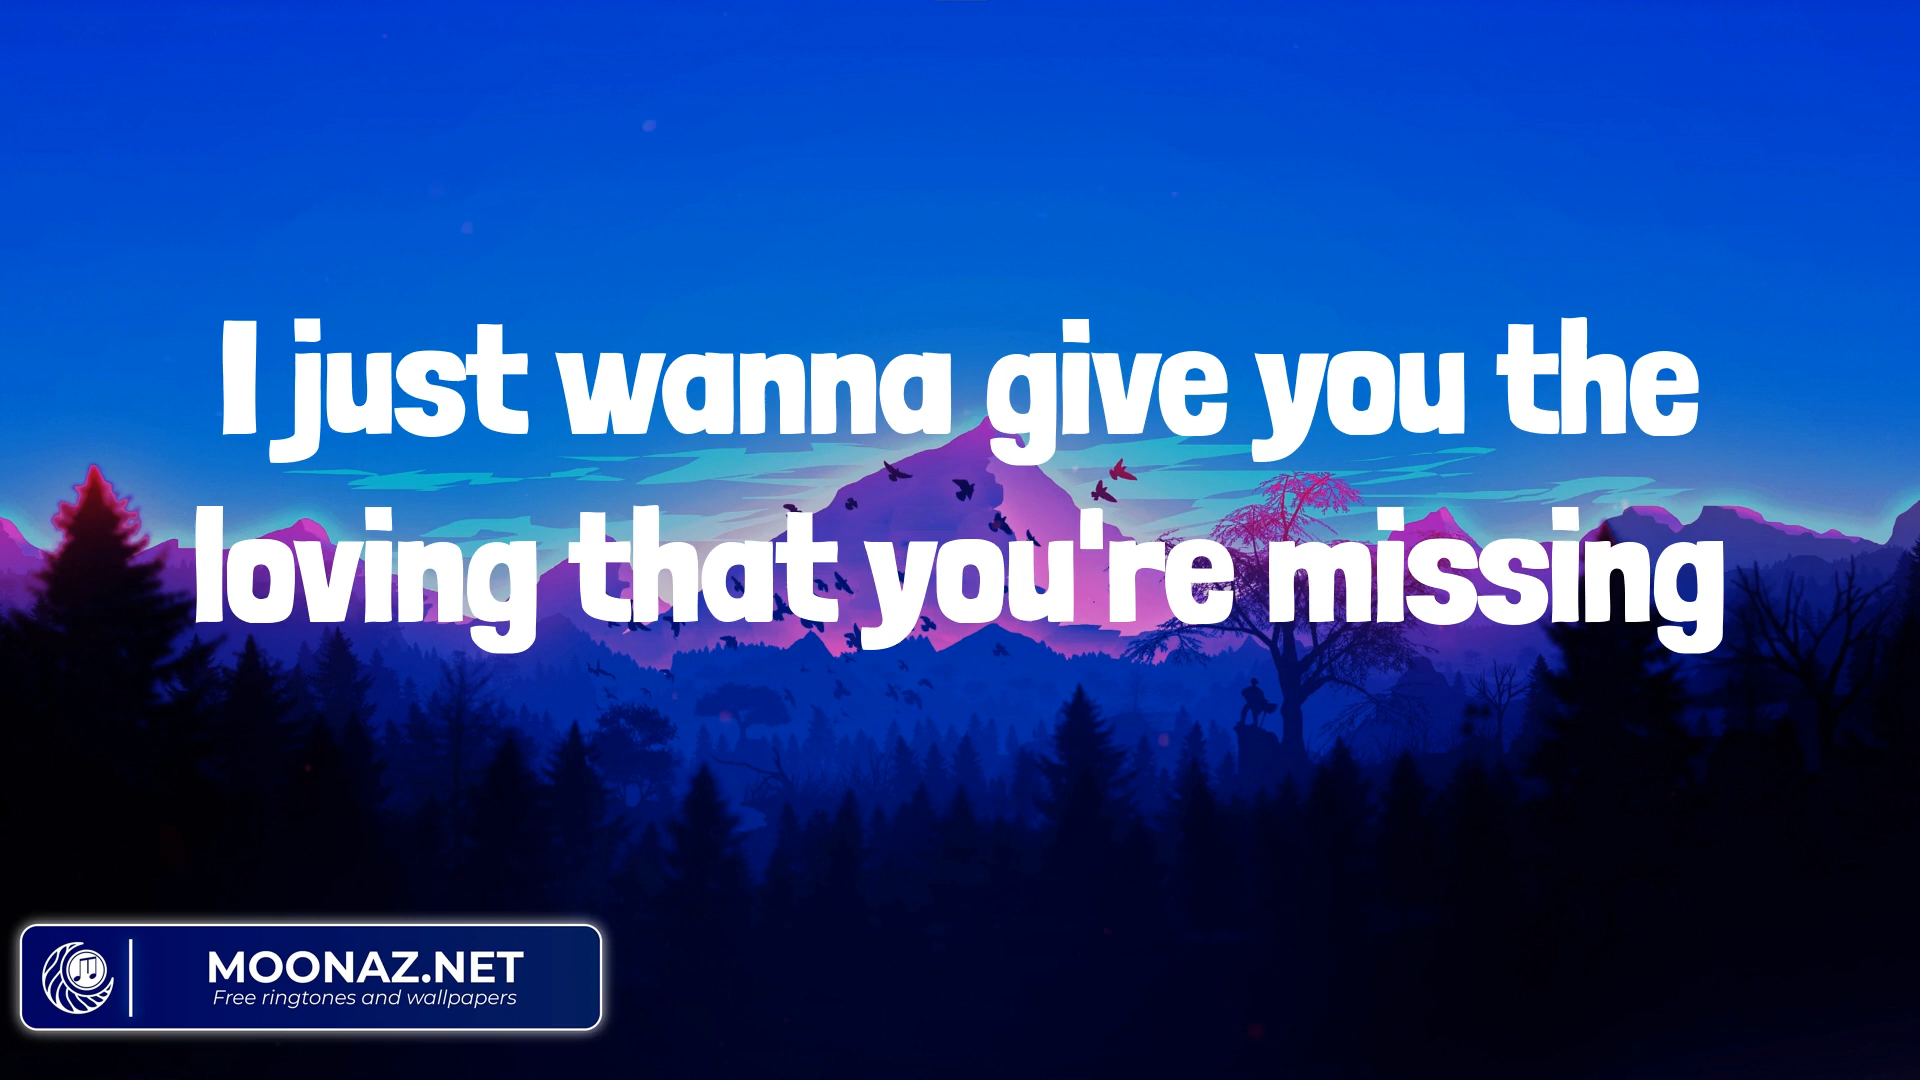 I just wanna give you the
loving that you're missing
MOONAZ.NET
Free ringtones and wallpapers